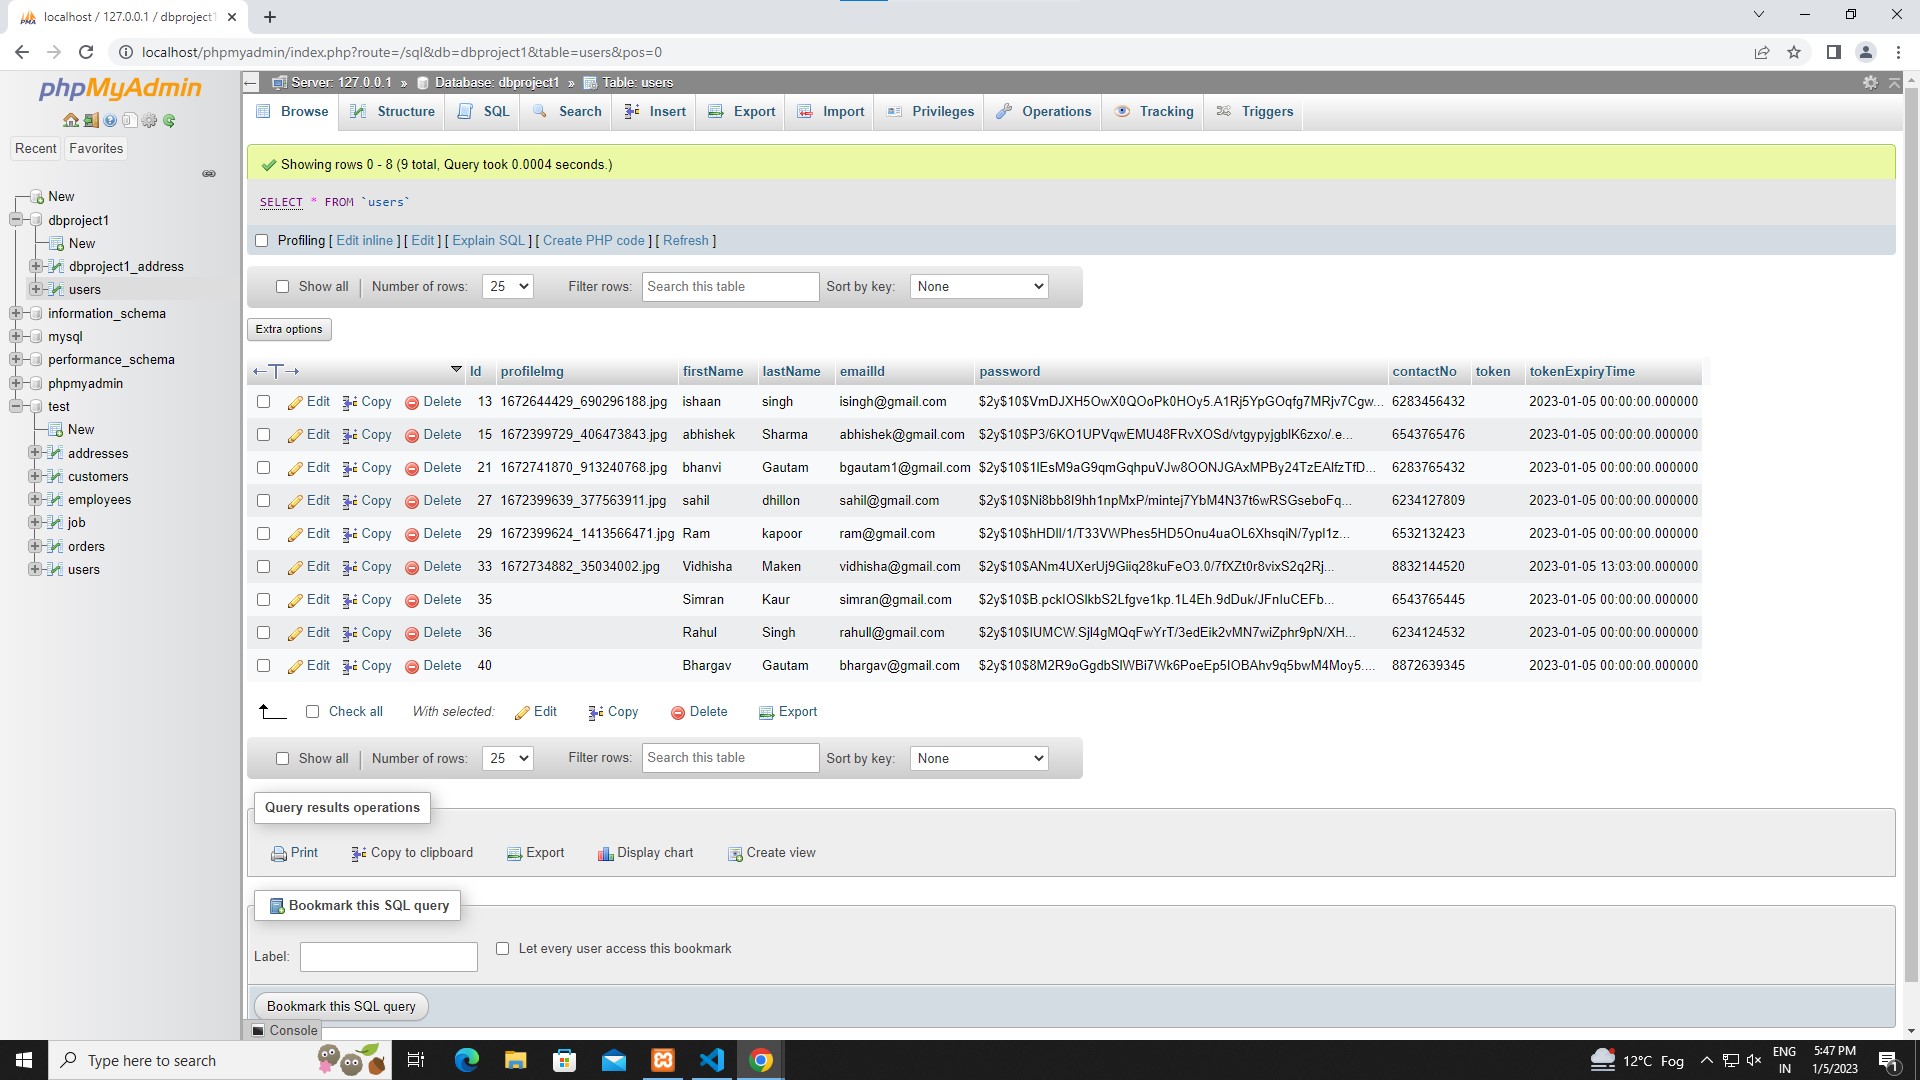 localhost / 127.0.0.1 / dbproject1
localhost/phpmyadmin/index.php?route=/sql&db=dbproject1&table=users&pos=0
phpMyAdmin
Recent Favorites
New
dbproject1
New
dbproject1_address
users
information_schema
mysql
performance_schema
phpmyadmin
test
New
addresses
customers
employees
job
orders
users
Server: 127.0.0.1 » Database: dbproject1 » Table: users
Browse Structure SQL Search Insert Export Import Privileges Operations Tracking Triggers
Showing rows 0 - 8 (9 total, Query took 0.0004 seconds.)
SELECT * FROM `users`
Profiling [ Edit inline ] [ Edit ] [ Explain SQL ] [ Create PHP code ] [ Refresh ]
Show all Number of rows: 25 Filter rows: Search this table Sort by key: None
Extra options
←T→ Id profileImg firstName lastName emailId password contactNo token tokenExpiryTime
Edit Copy Delete 13 1672644429_690296188.jpg ishaan singh isingh@gmail.com $2y$10$VmDJXH5OwX0QOoPk0HOy5.A1Rj5YpGOqfg7MRjv7Cgw... 6283456432 2023-01-05 00:00:00.000000
Edit Copy Delete 15 1672399729_406473843.jpg abhishek Sharma abhishek@gmail.com $2y$10$P3/6KO1UPVqwEMU48FRvXOSd/vtgypyjgblK6zxo/.e... 6543765476 2023-01-05 00:00:00.000000
Edit Copy Delete 21 1672741870_913240768.jpg bhanvi Gautam bgautam1@gmail.com $2y$10$1lEsM9aG9qmGqhpuVJw8OONJGAxMPBy24TzEAlfzTfD... 6283765432 2023-01-05 00:00:00.000000
Edit Copy Delete 27 1672399639_377563911.jpg sahil dhillon sahil@gmail.com $2y$10$Ni8bb8I9hh1npMxP/mintej7YbM4N37t6wRSGseboFq... 6234127809 2023-01-05 00:00:00.000000
Edit Copy Delete 29 1672399624_1413566471.jpg Ram kapoor ram@gmail.com $2y$10$hHDll/1/T33VWPhes5HD5Onu4uaOL6XhsqiN/7ypl1z... 6532132423 2023-01-05 00:00:00.000000
Edit Copy Delete 33 1672734882_35034002.jpg Vidhisha Maken vidhisha@gmail.com $2y$10$ANm4UXerUj9Giiq28kuFeO3.0/7fXZt0r8vixS2q2Rj... 8832144520 2023-01-05 13:03:00.000000
Edit Copy Delete 35 Simran Kaur simran@gmail.com $2y$10$B.pcklOSlkbS2Lfgve1kp.1L4Eh.9dDuk/JFnluCEFb... 6543765445 2023-01-05 00:00:00.000000
Edit Copy Delete 36 Rahul Singh rahull@gmail.com $2y$10$IUMCW.Sjl4gMQqFwYrT/3edEik2vMN7wiZphr9pN/XH... 6234124532 2023-01-05 00:00:00.000000
Edit Copy Delete 40 Bhargav Gautam bhargav@gmail.com $2y$10$8M2R9oGgdbSlWBi7Wk6PoeEp5IOBAhv9q5bwM4Moy5.... 8872639345 2023-01-05 00:00:00.000000
Check all With selected: Edit Copy Delete Export
Show all Number of rows: 25 Filter rows: Search this table Sort by key: None
Query results operations
Print Copy to clipboard Export Display chart Create view
Bookmark this SQL query
Label: Let every user access this bookmark
Bookmark this SQL query
Console
Type here to search
12°C Fog
ENG
IN
5:47 PM
1/5/2023
1